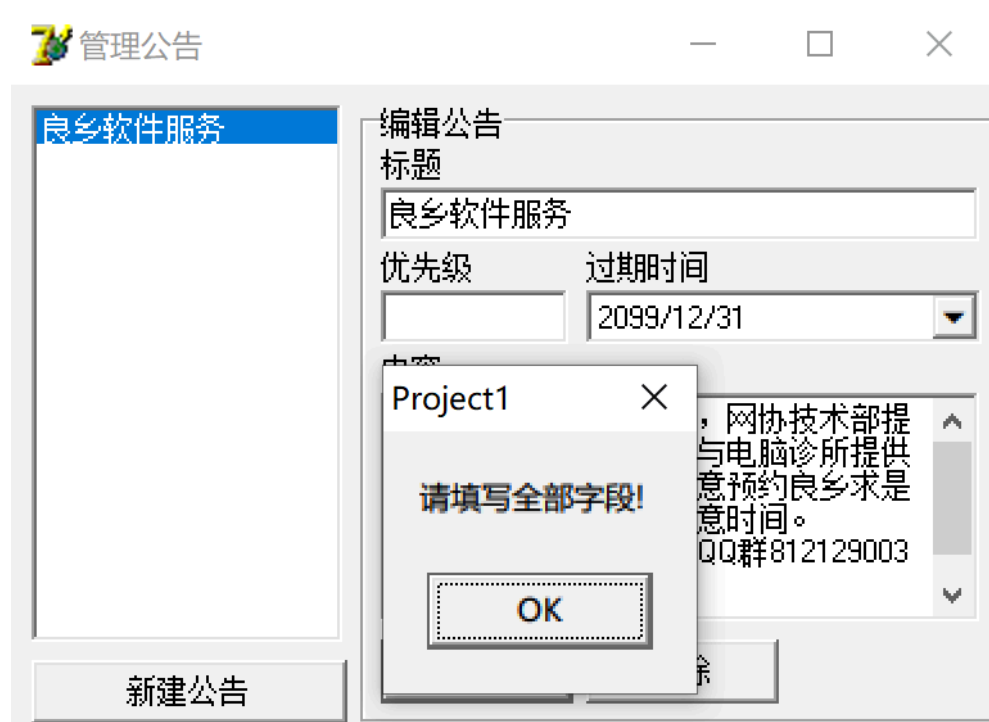 管理公告
良乡软件服务
编辑公告
标题
良乡软件服务
优先级
过期时间
2099/12/31
内容
Project1
请填写全部字段!
OK
,网协技术部提
与电脑诊所提供
意预约良乡求是
意时间。
QQ群812129003
新建公告
除